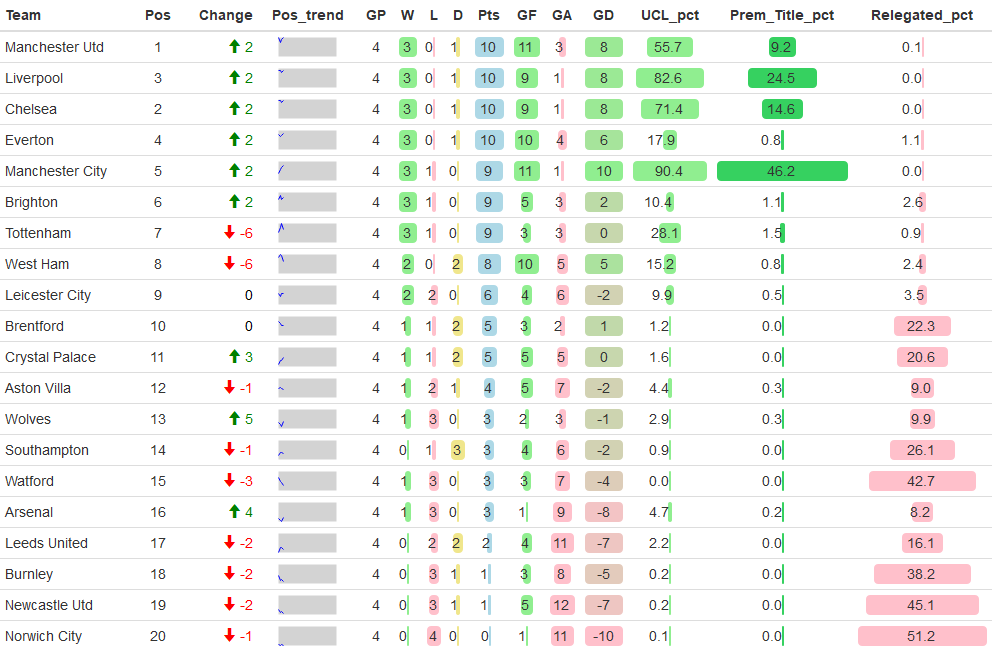 Team Pos Change Pos_trend GP W L D Pts GF GA GD UCL_pct Prem_Title_pct Relegated_pct
Manchester Utd 1 2 4 3 0 1 10 11 3 8 55.7 9.2 0.1
Liverpool 3 2 4 3 0 1 10 9 1 8 82.6 24.5 0.0
Chelsea 2 2 4 3 0 1 10 9 1 8 71.4 14.6 0.0
Everton 4 2 4 3 0 1 10 10 4 6 17.9 0.8 1.1
Manchester City 5 2 4 3 1 0 9 11 1 10 90.4 46.2 0.0
Brighton 6 2 4 3 1 0 9 5 3 2 10.4 1.1 2.6
Tottenham 7 -6 4 3 1 0 9 3 3 0 28.1 1.5 0.9
West Ham 8 -6 4 2 0 2 8 10 5 5 15.2 0.8 2.4
Leicester City 9 0 4 2 2 0 6 4 6 -2 9.9 0.5 3.5
Brentford 10 0 4 1 1 2 5 3 2 1 1.2 0.0 22.3
Crystal Palace 11 3 4 1 1 2 5 5 5 0 1.6 0.0 20.6
Aston Villa 12 -1 4 1 2 1 4 5 7 -2 4.4 0.3 9.0
Wolves 13 5 4 1 3 0 3 2 3 -1 2.9 0.3 9.9
Southampton 14 -1 4 0 1 3 3 4 6 -2 0.9 0.0 26.1
Watford 15 -3 4 1 3 0 3 3 7 -4 0.0 0.0 42.7
Arsenal 16 4 4 1 3 0 3 1 9 -8 4.7 0.2 8.2
Leeds United 17 -2 4 0 2 2 2 4 11 -7 2.2 0.0 16.1
Burnley 18 -2 4 0 3 1 1 3 8 -5 0.2 0.0 38.2
Newcastle Utd 19 -2 4 0 3 1 1 5 12 -7 0.2 0.0 45.1
Norwich City 20 -1 4 0 4 0 0 1 11 -10 0.1 0.0 51.2